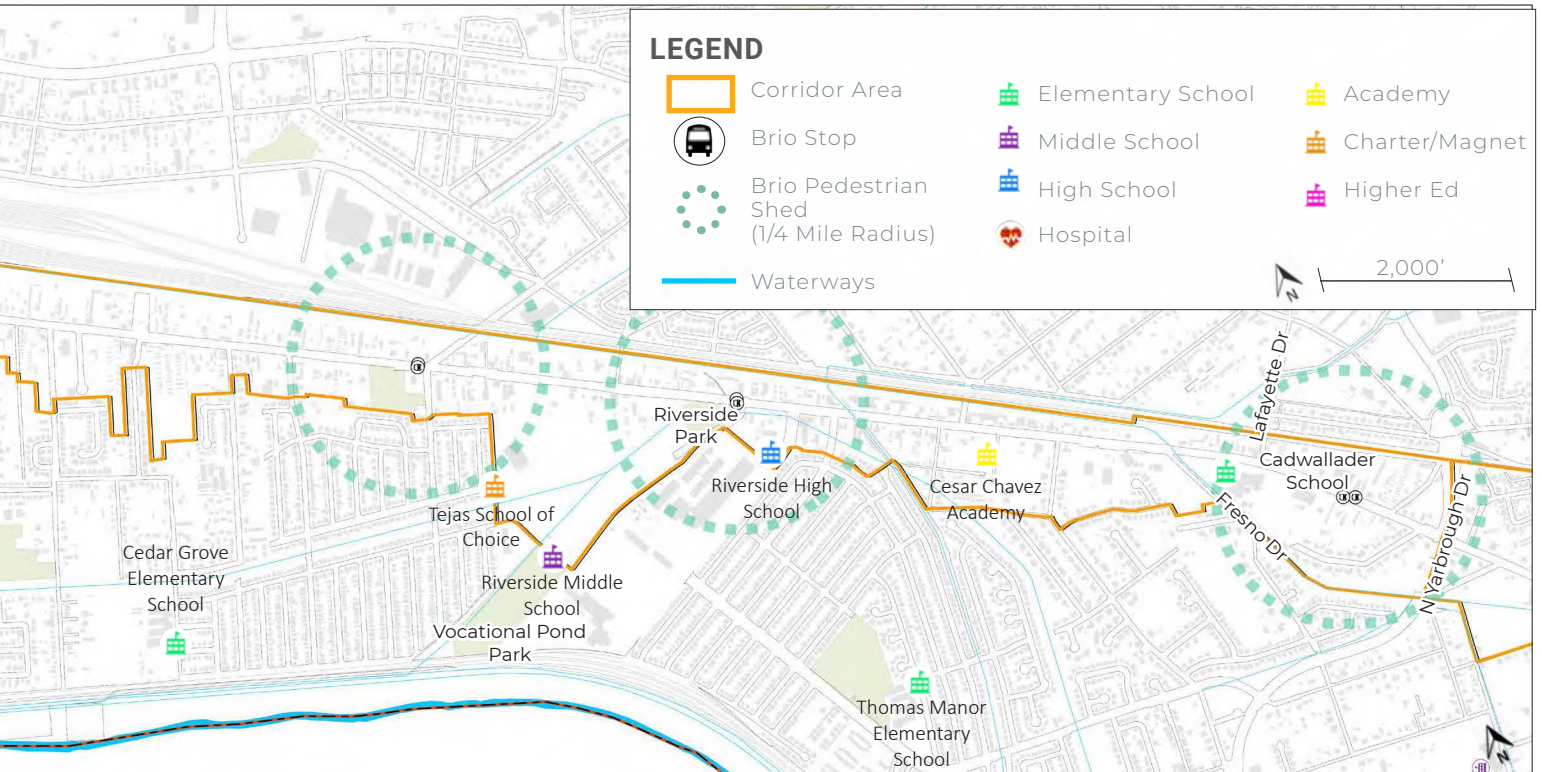 LEGEND
Corridor Area
Brio Stop
Brio Pedestrian
Shed
(1/4 Mile Radius)
Waterways
Elementary School
Middle School
High School
Hospital
Academy
Charter/Magnet
Higher Ed
N
2,000'
Riverside
Park
Riverside High
School
Cesar Chavez
Academy
Lafayette Dr
Cadwallader
School
Fresno Dr
N Yarbrough Dr
Tejas School of
Choice
Cedar Grove
Elementary
School
Riverside Middle
School
Vocational Pond
Park
Thomas Manor
Elementary
School
N